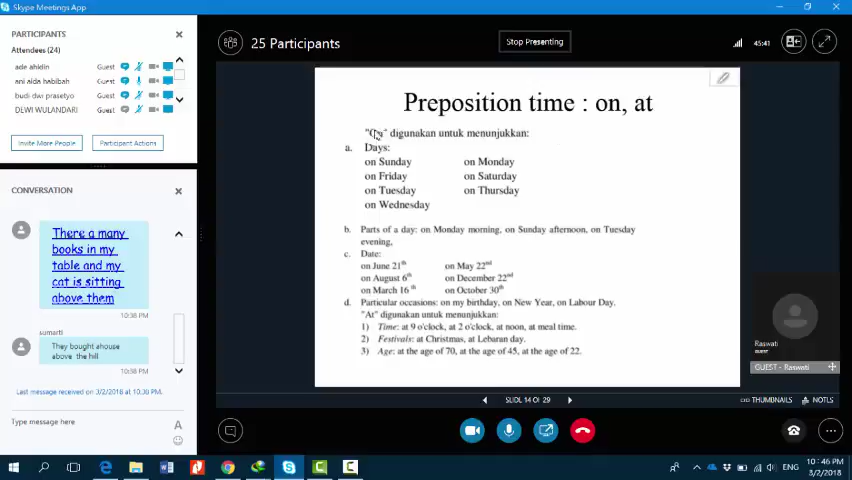 Skype Meetings App
PARTICIPANTS
Attendees (24)
ade ahidin Guest
ani alda habibah Guest
budi dwi prasetyo Guest
DEWI WULANDARI Guest
Invite More People
Participant Actions
CONVERSATION
There a many
books in my
table and my
cat is sitting
above them
10:38 PM
sumarti
They bought ahouse
above the hill
10:38 PM
Last message received on 3/2/2018 at 10:38 PM.
Type message here
A
25 Participants
Stop Presenting
45:41
Preposition time : on, at
"On" digunakan untuk menunjukkan:
a. Days:
on Sunday on Monday
on Friday on Saturday
on Tuesday on Thursday
on Wednesday
b. Parts of a day: on Monday morning, on Sunday afternoon, on Tuesday
evening,
c. Date:
on June 21th on May 22nd
on August 6th on December 22nd
on March 16th on October 30th
d. Particular occasions: on my birthday, on New Year, on Labour Day.
"At" digunakan untuk menunjukkan:
1) Time: at 9 o'clock, at 2 o'clock, at noon, at meal time.
2) Festivals: at Christmas, at Lebaran day.
3) Age: at the age of 70, at the age of 45, at the age of 22.
Raswati
GUEST
GUEST - Raswati
SLIDE 14 OF 29
THUMBNAILS
NOTES
ENG
10:46 PM
3/2/2018